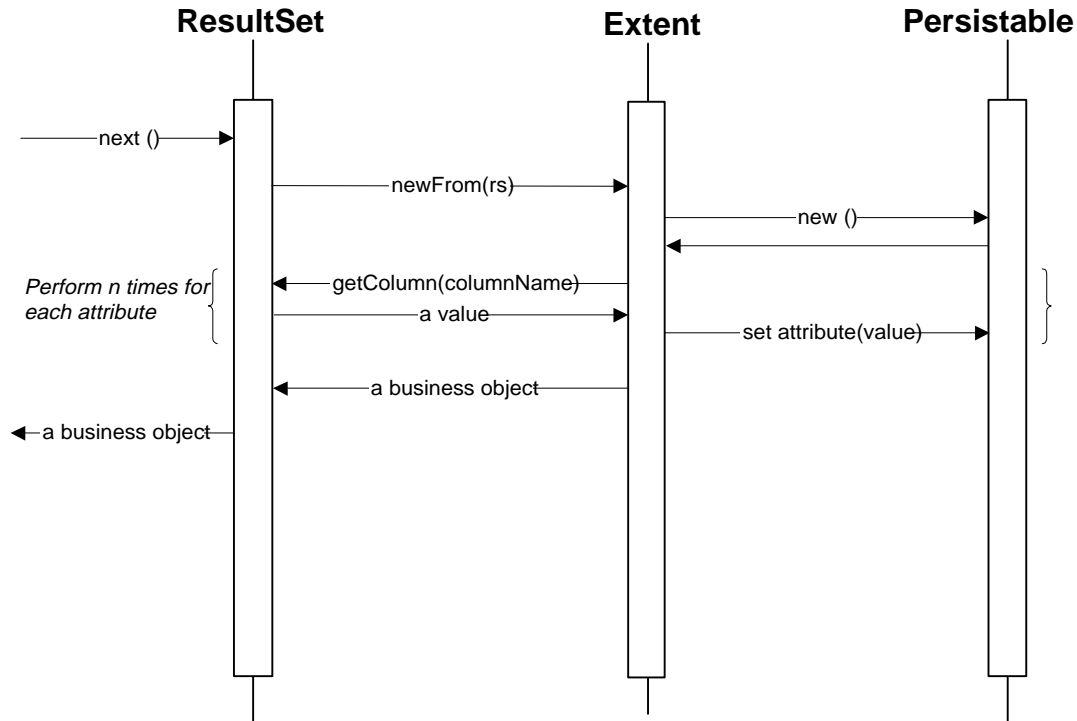 ResultSet
Extent
Persistable
next ()
newFrom(rs)
new ()
Perform n times for
each attribute
getColumn(columnName)
a value
set attribute(value)
a business object
a business object